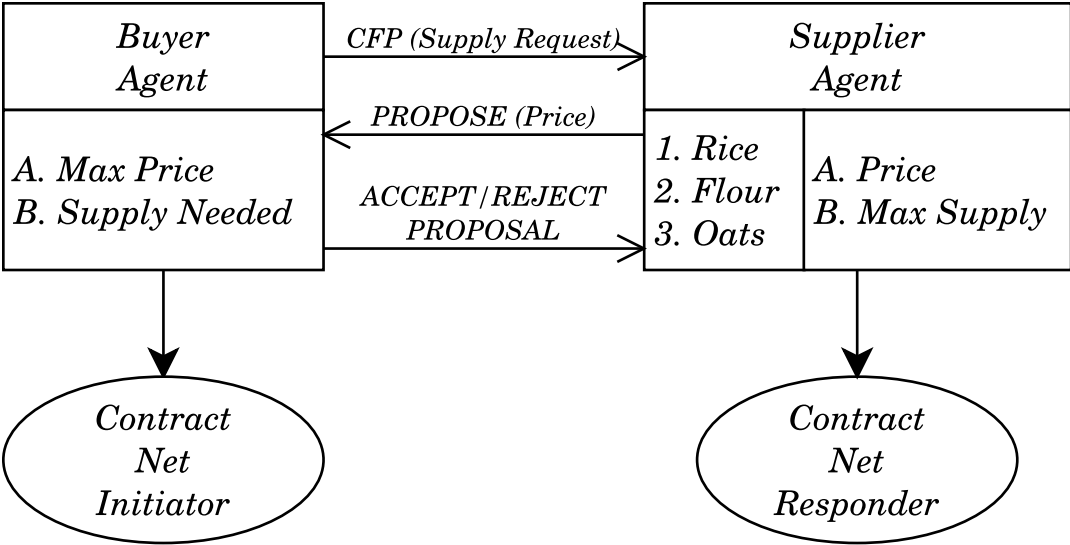 Buyer
Agent
CFP (Supply Request)
Supplier
Agent
PROPOSE (Price)
A. Max Price
B. Supply Needed
ACCEPT/REJECT
PROPOSAL
1. Rice
2. Flour
3. Oats
A. Price
B. Max Supply
Contract
Net
Initiator
Contract
Net
Responder